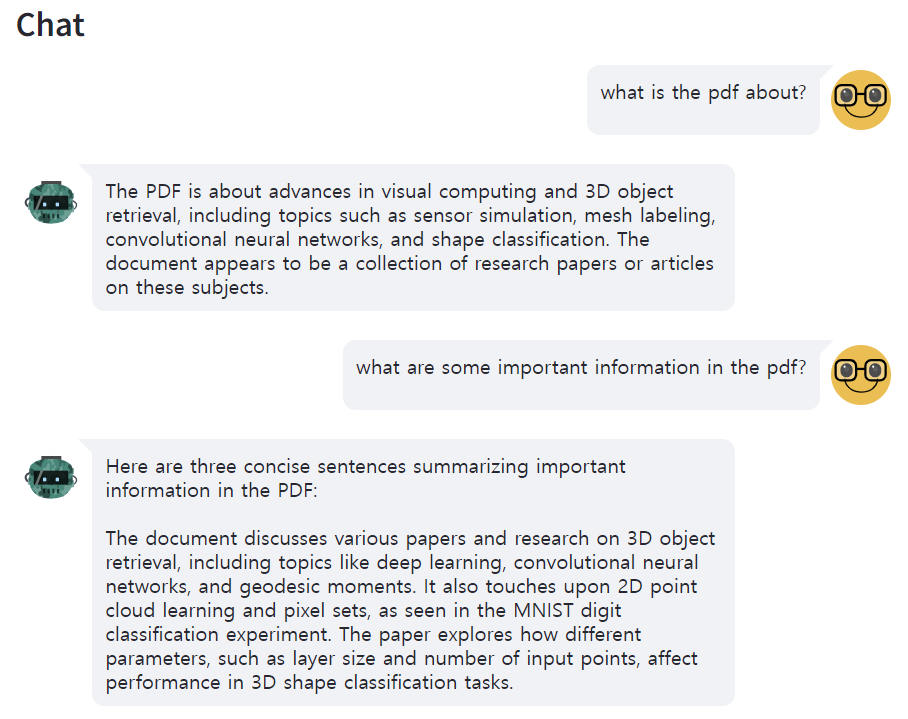 Chat
what is the pdf about?
The PDF is about advances in visual computing and 3D object
retrieval, including topics such as sensor simulation, mesh labeling,
convolutional neural networks, and shape classification. The
document appears to be a collection of research papers or articles
on these subjects.
what are some important information in the pdf?
Here are three concise sentences summarizing important
information in the PDF:
The document discusses various papers and research on 3D object
retrieval, including topics like deep learning, convolutional neural
networks, and geodesic moments. It also touches upon 2D point
cloud learning and pixel sets, as seen in the MNIST digit
classification experiment. The paper explores how different
parameters, such as layer size and number of input points, affect
performance in 3D shape classification tasks.